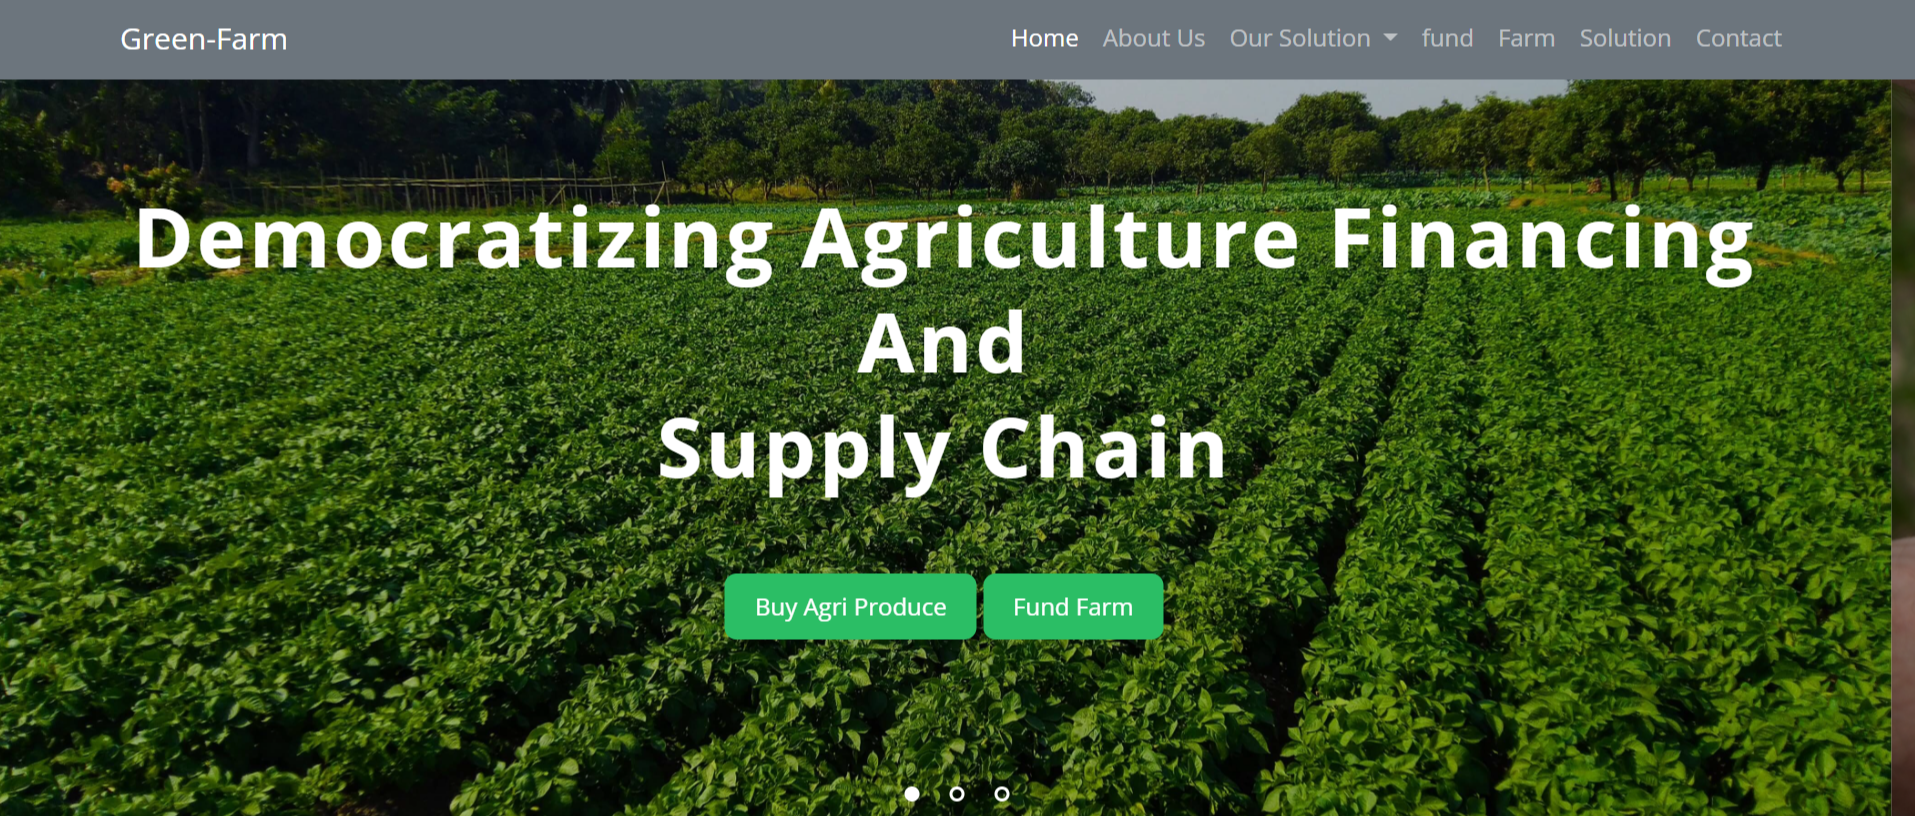 Green-Farm
Home About Us Our Solution fund Farm Solution Contact
Democratizing Agriculture Financing
And
Supply Chain
Buy Agri Produce Fund Farm